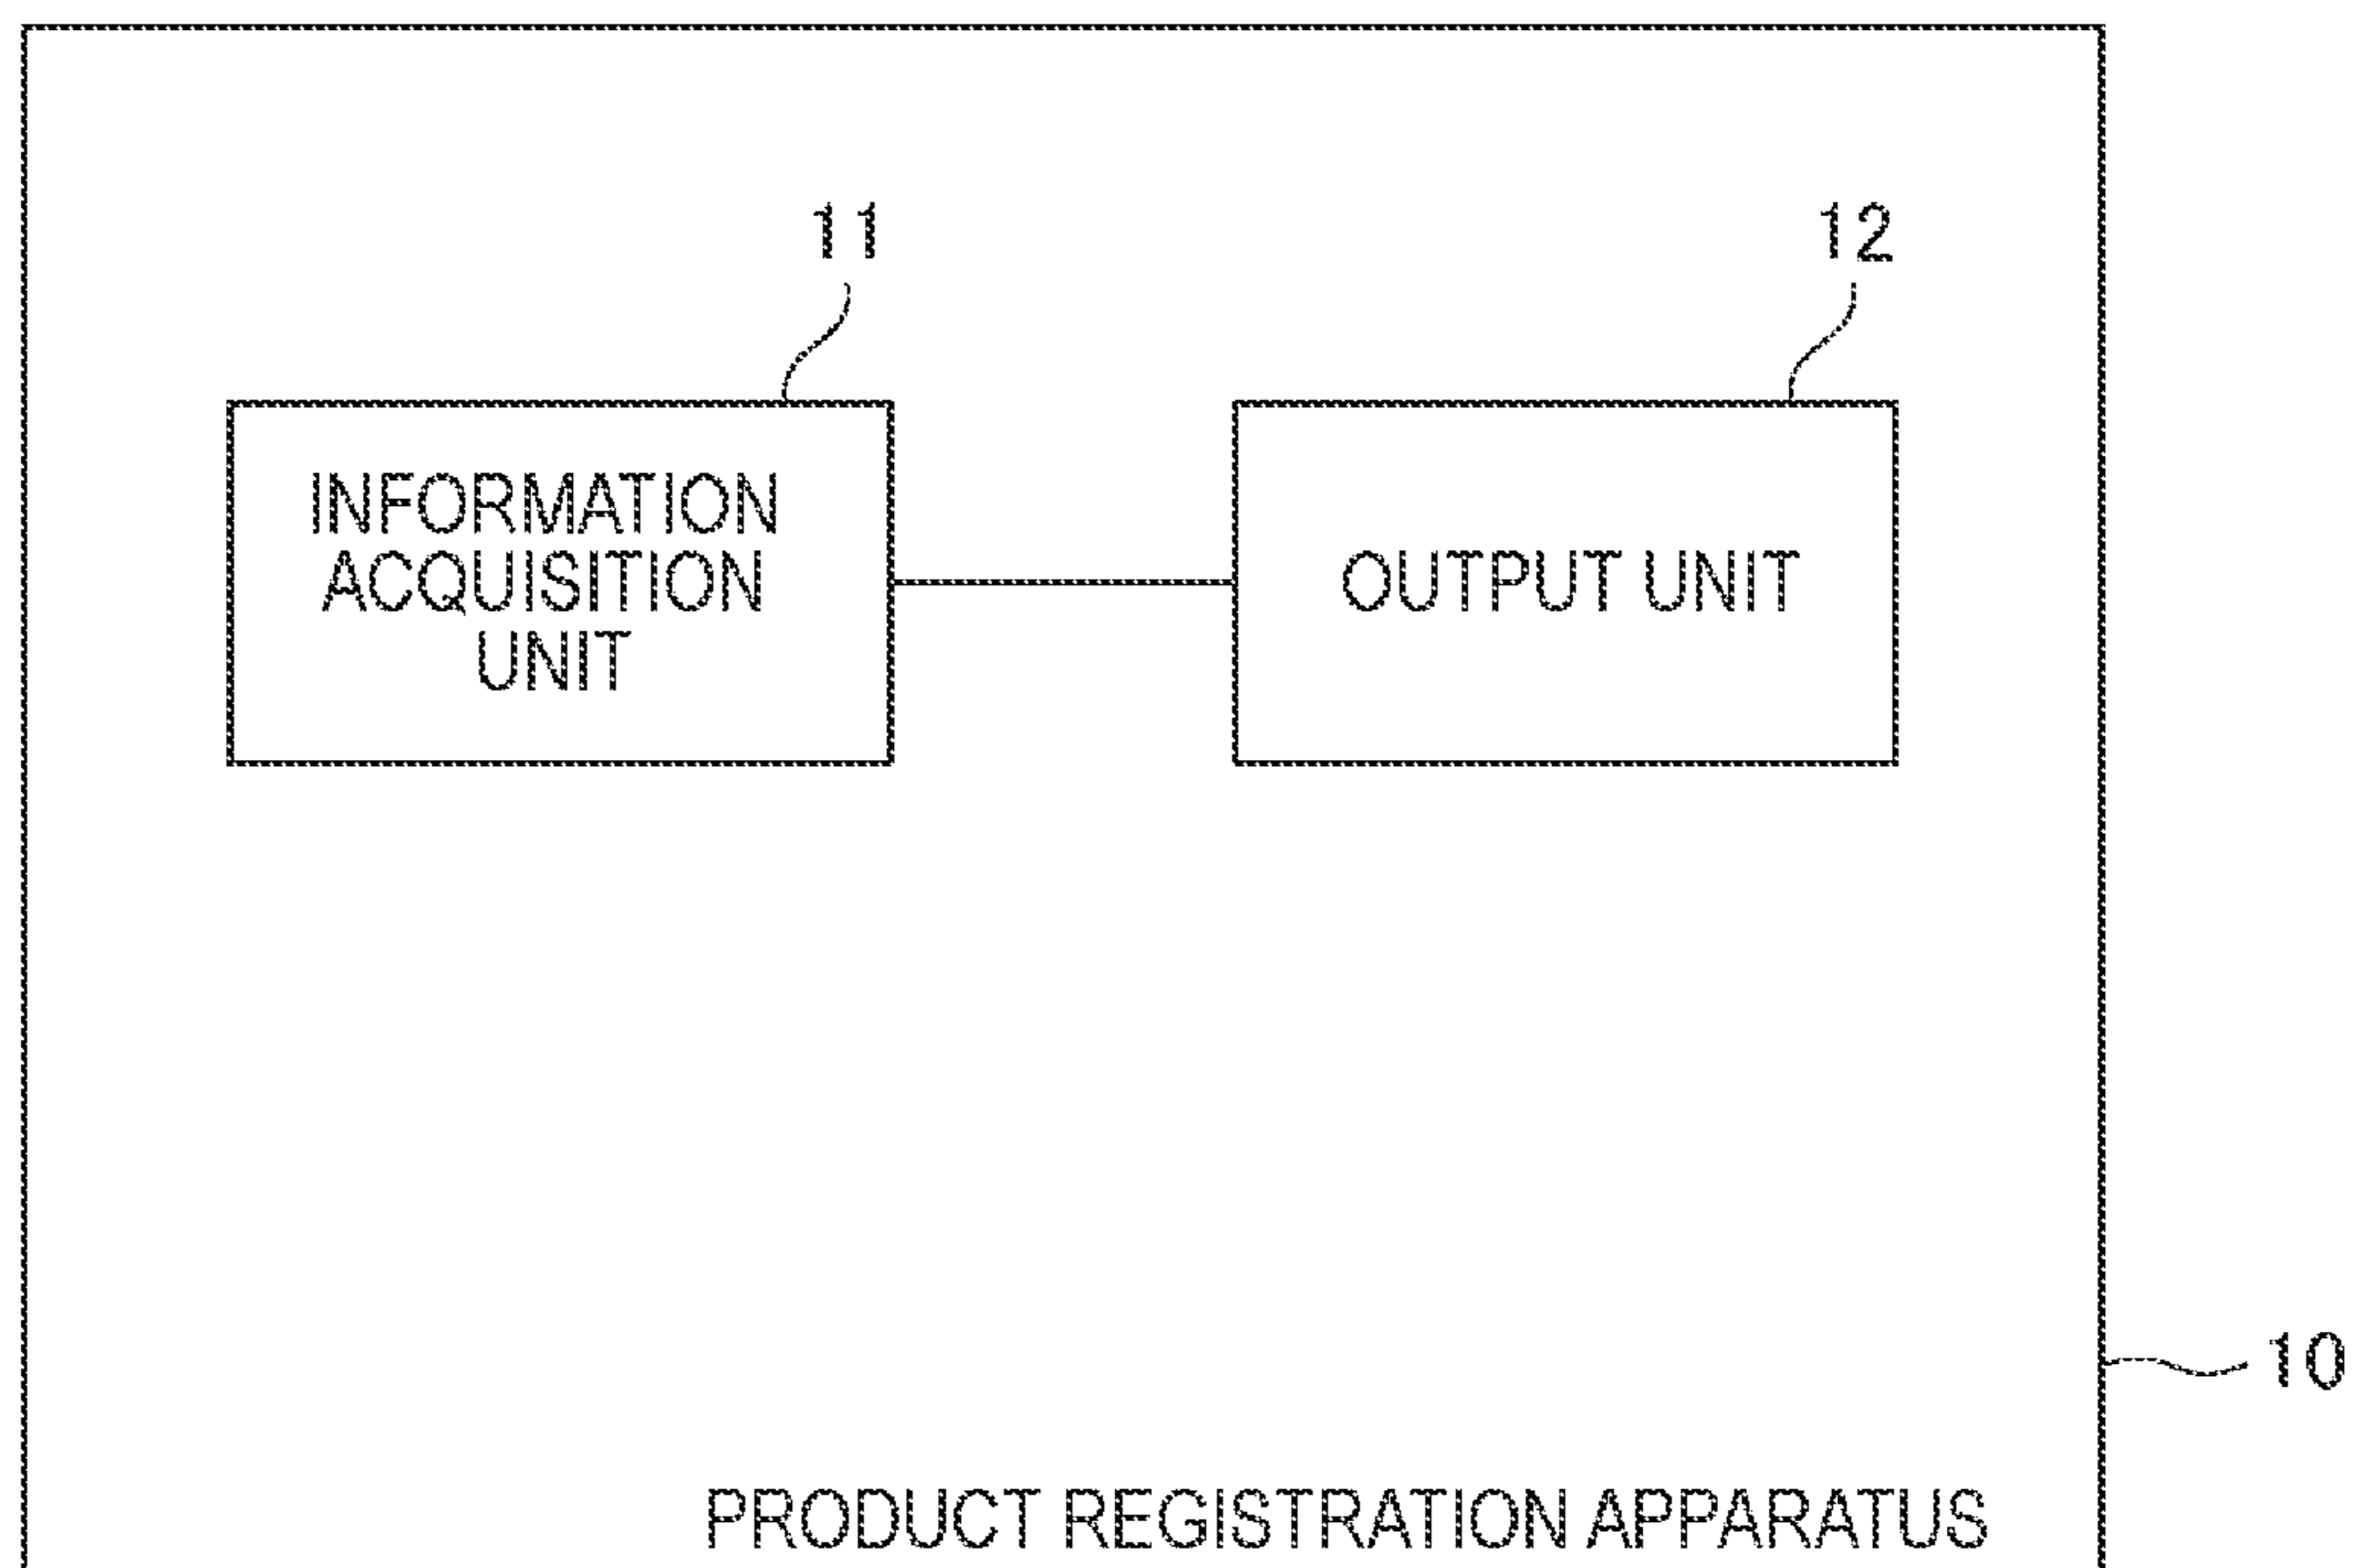 11
12
INFORMATION
ACQUISITION
UNIT
OUTPUT UNIT
10
PRODUCT REGISTRATION APPARATUS